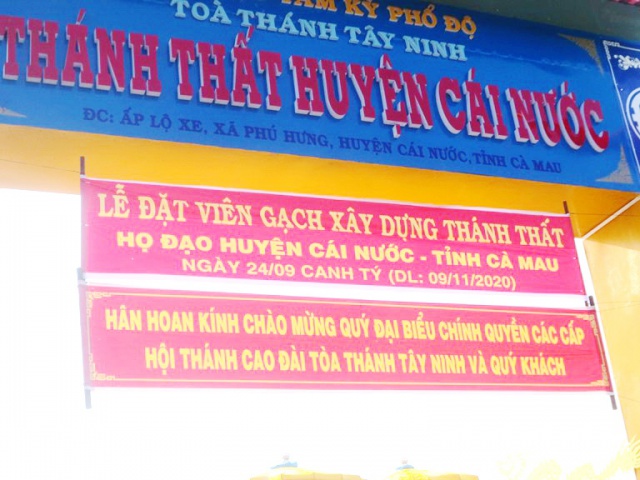 TAM KỲ PHỔ ĐỘ
TOÀ THÁNH TÂY NINH
THÁNH THẤT HUYỆN CÁI NƯỚC
ĐC: ẤP LỘ XE, XÃ PHÚ HƯNG, HUYỆN CÁI NƯỚC, TỈNH CÀ MAU
LỄ ĐẶT VIÊN GẠCH XÂY DỰNG THÁNH THẤT
HỌ ĐẠO HUYỆN CÁI NƯỚC - TỈNH CÀ MAU
NGÀY 24/09 CANH TÝ (DL: 09/11/2020)
HÂN HOAN KÍNH CHÀO MỪNG QUÝ ĐẠI BIỂU CHÍNH QUYỀN CÁC CẤP
HỘI THÁNH CAO ĐÀI TÒA THÁNH TÂY NINH VÀ QUÝ KHÁCH